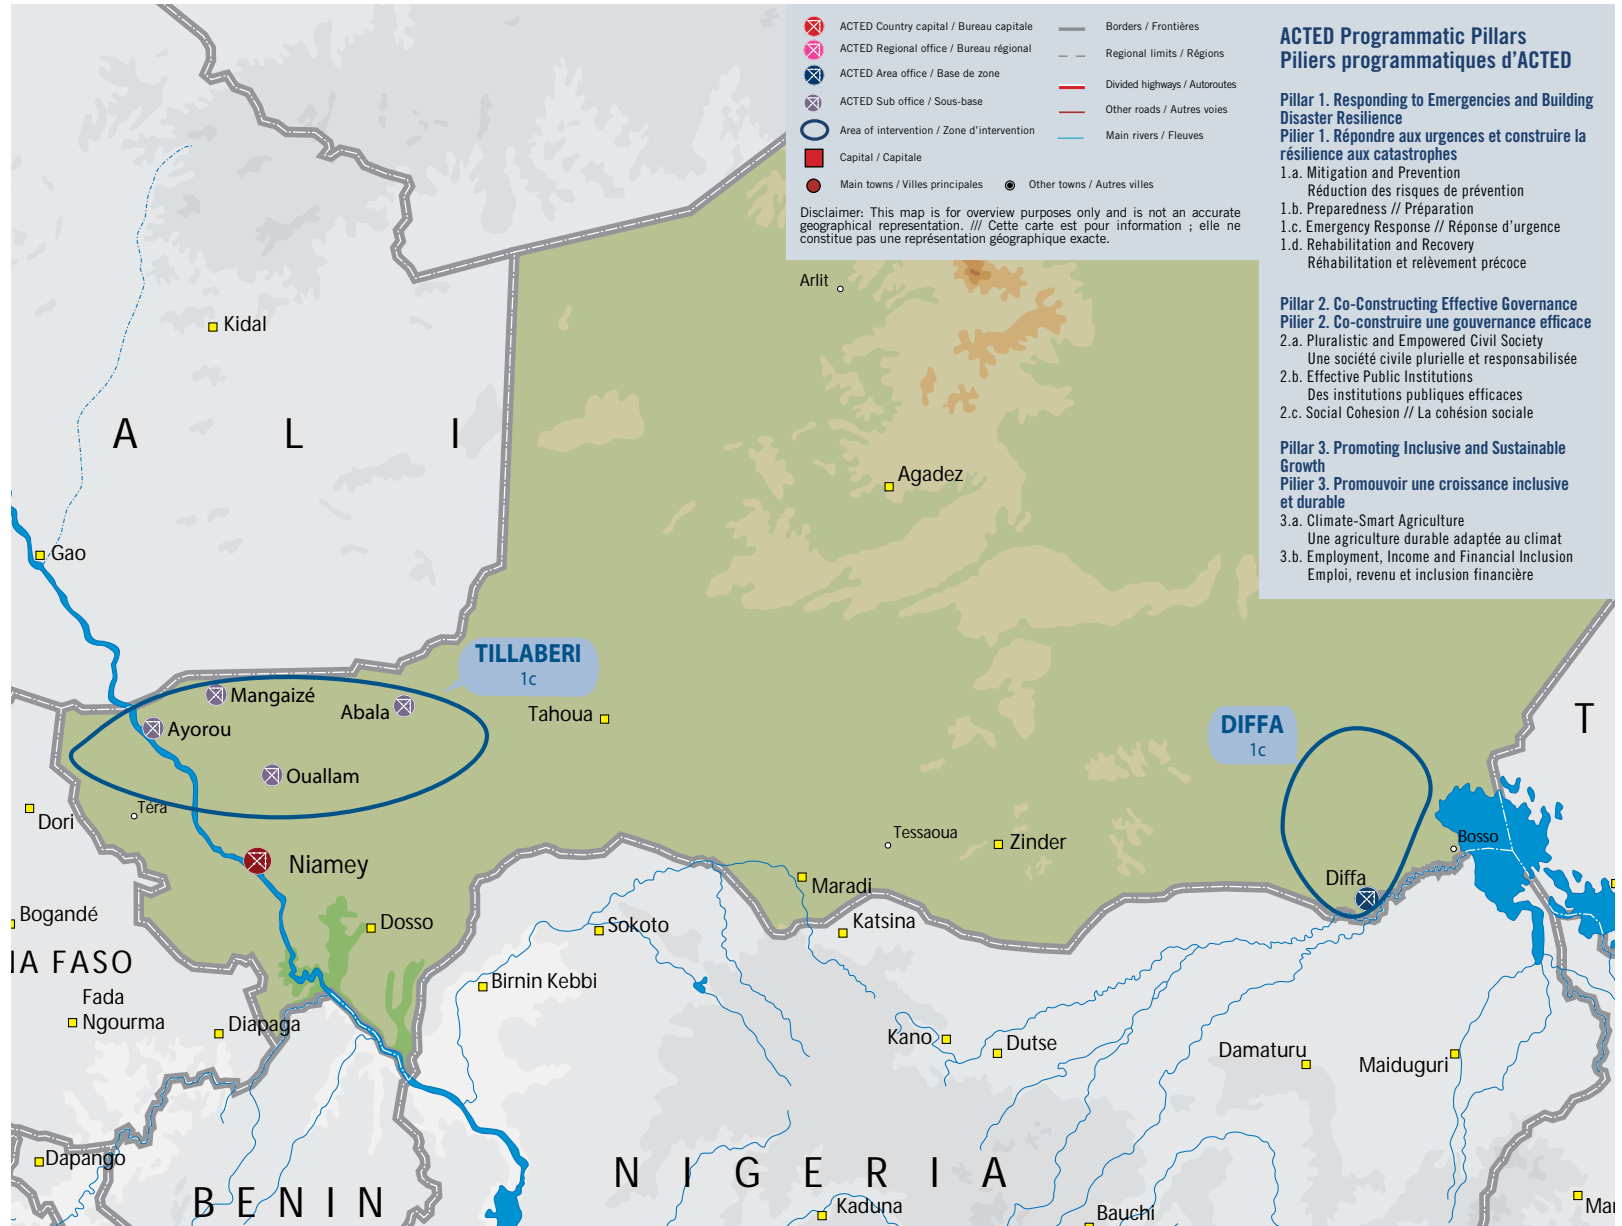 ACTED Country capital / Bureau capitale
ACTED Regional office / Bureau régional
ACTED Area office / Base de zone
ACTED Sub office / Sous-base
Area of intervention / Zone d'intervention
Capital / Capitale
Main towns / Villes principales
Other towns / Autres villes
Borders / Frontières
Regional limits / Régions
Divided highways / Autoroutes
Other roads / Autres voies
Main rivers / Fleuves
Disclaimer: This map is for overview purposes only and is not an accurate
geographical representation. /// Cette carte est pour information ; elle ne
constitue pas une représentation géographique exacte.
ACTED Programmatic Pillars
Piliers programmatiques d'ACTED
Pillar 1. Responding to Emergencies and Building
Disaster Resilience
Pilier 1. Répondre aux urgences et construire la
résilience aux catastrophes
1.a. Mitigation and Prevention
Réduction des risques de prévention
1.b. Preparedness // Préparation
1.c. Emergency Response // Réponse d'urgence
1.d. Rehabilitation and Recovery
Réhabilitation et relèvement précoce
Pillar 2. Co-Constructing Effective Governance
Pilier 2. Co-construire une gouvernance efficace
2.a. Pluralistic and Empowered Civil Society
Une société civile plurielle et responsabilisée
2.b. Effective Public Institutions
Des institutions publiques efficaces
2.c. Social Cohesion // La cohésion sociale
Pillar 3. Promoting Inclusive and Sustainable
Growth
Pilier 3. Promouvoir une croissance inclusive
et durable
3.a. Climate-Smart Agriculture
Une agriculture durable adaptée au climat
3.b. Employment, Income and Financial Inclusion
Emploi, revenu et inclusion financière
Arlit
Kidal
A L I
Agadez
Gao
TILLABERI
1c
Mangaizé
Abala
Tahoua
Ayorou
DIFFA
1c
T
Ouallam
Téra
Dori
Tessaoua
Zinder
Bosso
Niamey
Maradi
Diffa
Bogandé
Dosso
Sokoto
Katsina
IA FASO
Birnin Kebbi
Fada
Ngourma
Diapaga
Kano
Dutse
Damaturu
Maiduguri
Dapango
NIGERIA
BENIN
Kaduna
Bauchi
Mar